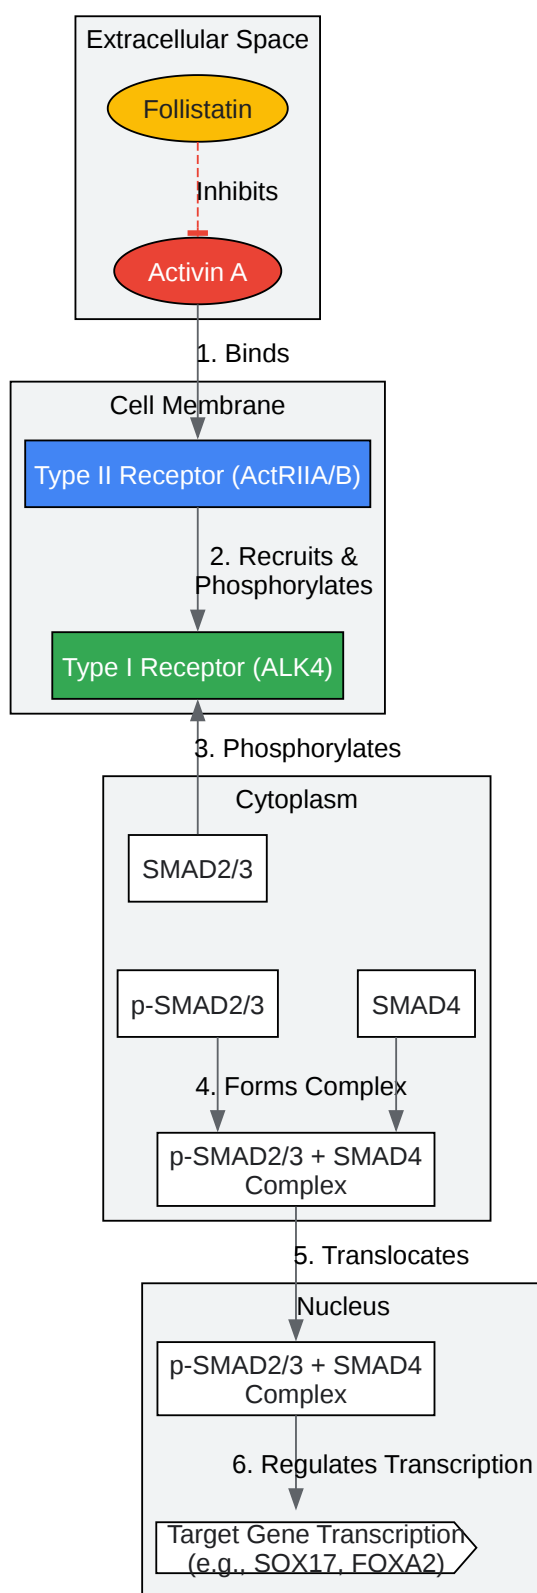 Extracellular Space
Follistatin
Inhibits
Activin A
1. Binds
Cell Membrane
Type II Receptor (ActRIIA/B)
2. Recruits &
Phosphorylates
Type I Receptor (ALK4)
3. Phosphorylates
Cytoplasm
SMAD2/3
p-SMAD2/3
SMAD4
4. Forms Complex
p-SMAD2/3 + SMAD4
Complex
5. Translocates
Nucleus
p-SMAD2/3 + SMAD4
Complex
6. Regulates Transcription
Target Gene Transcription
(e.g., SOX17, FOXA2)